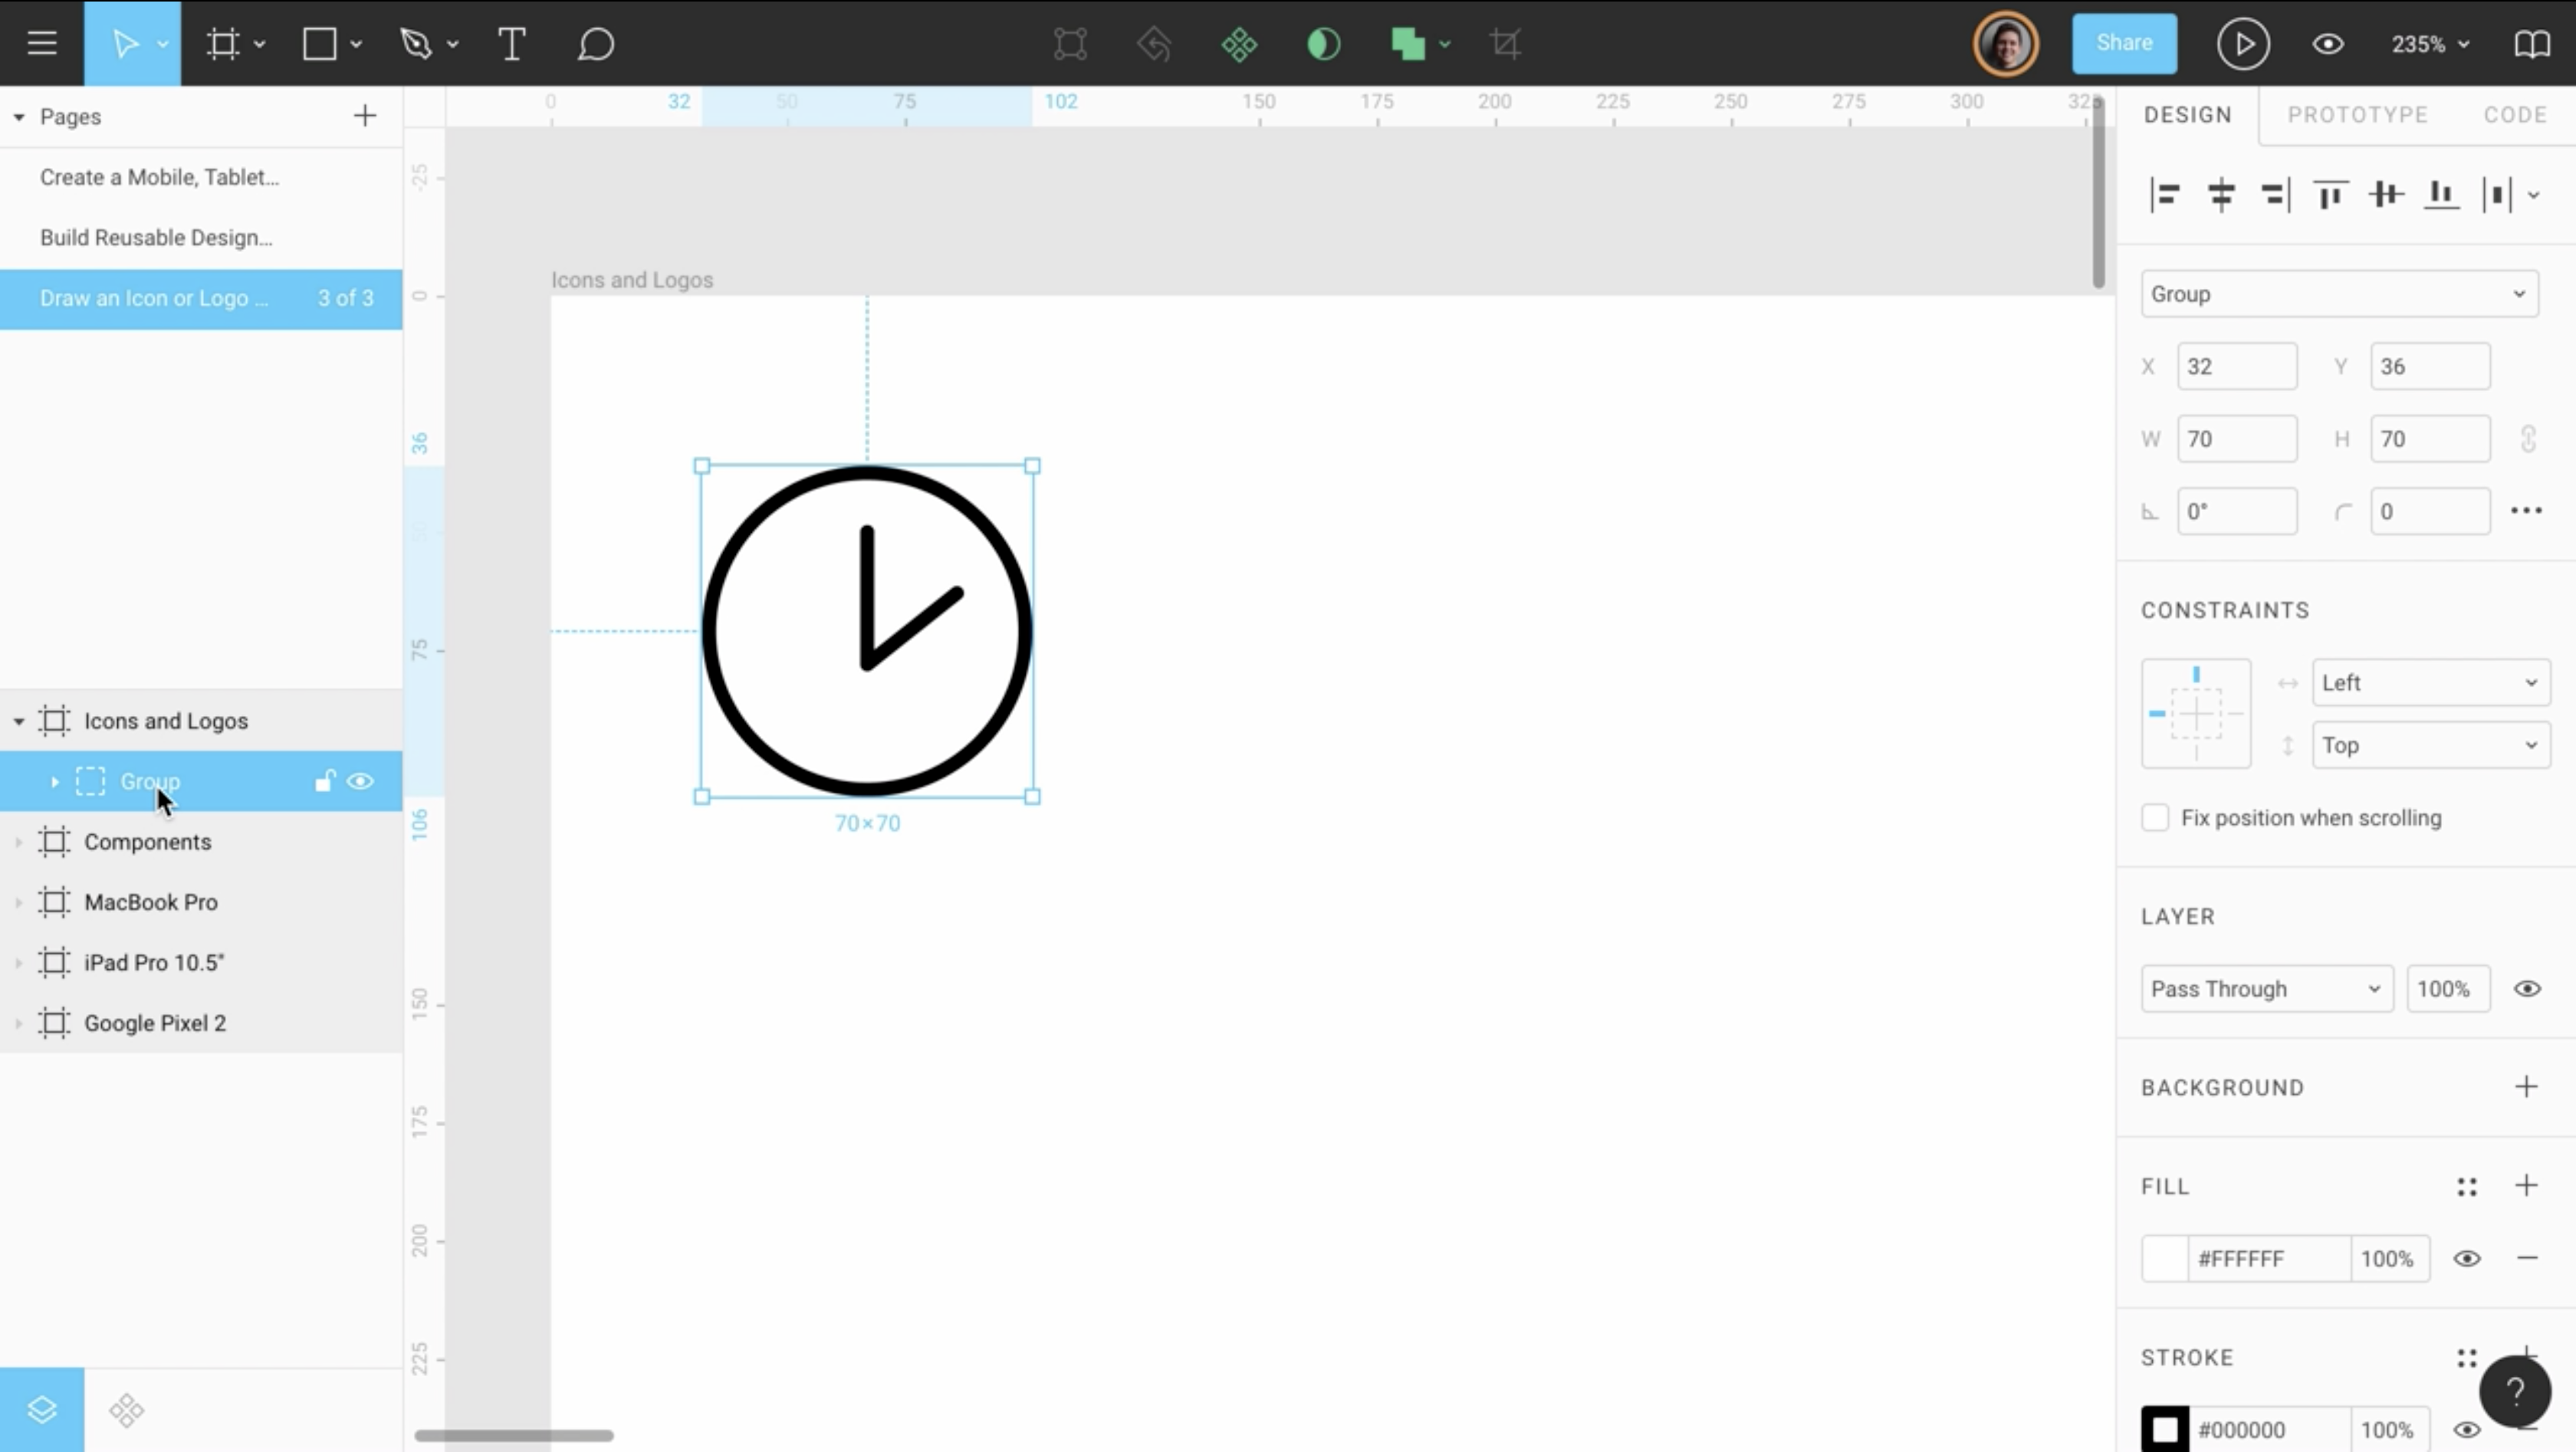 Share
235%
Pages
Create a Mobile, Tablet...
Build Reusable Design...
Draw an Icon or Logo ... 3 of 3
Icons and Logos
Group
Components
MacBook Pro
iPad Pro 10.5"
Google Pixel 2
0 32 50 75 102 150 175 200 225 250 275 300 325
-25
0
36
50
75
106
150
175
200
225
Icons and Logos
70×70
DESIGN PROTOTYPE CODE
Group
X 32 Y 36
W 70 H 70
0° 0
CONSTRAINTS
Left
Top
Fix position when scrolling
LAYER
Pass Through 100%
BACKGROUND
FILL
#FFFFFF 100%
STROKE
#000000 100%
?